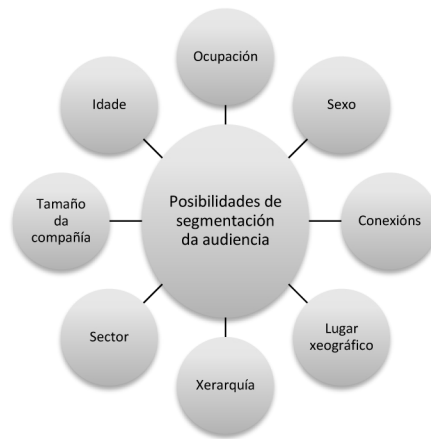 Ocupación
Idade
Sexo
Tamaño
da
compañía
Posibilidades de
segmentación
da audiencia
Conexións
Sector
Lugar
xeográfico
Xerarquía